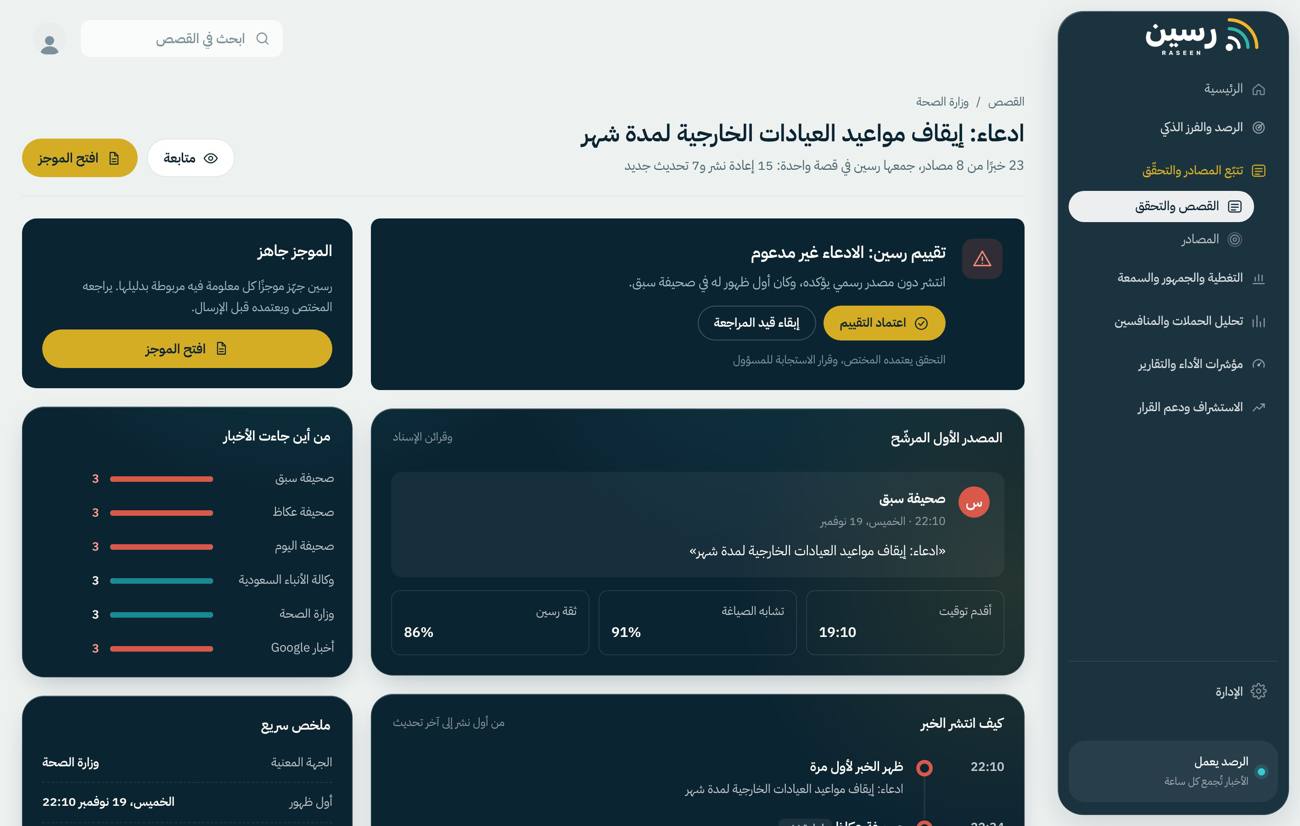 رسين
RASEEN
الرئيسية
الرصد والفرز الذكي
تتبّع المصادر والتحقّق
القصص والتحقق
المصادر
التغطية والجمهور والسمعة
تحليل الحملات والمنافسين
مؤشرات الأداء والتقارير
الاستشراف ودعم القرار
الإدارة
الرصد يعمل
الأخبار تُجمع كل ساعة
ابحث في القصص
القصص / وزارة الصحة
ادعاء: إيقاف مواعيد العيادات الخارجية لمدة شهر
23 خبرًا من 8 مصادر، جمعها رسين في قصة واحدة: 15 إعادة نشر و7 تحديث جديد
متابعة
افتح الموجز
تقييم رسين: الادعاء غير مدعوم
انتشر دون مصدر رسمي يؤكده، وكان أول ظهور له في صحيفة سبق.
اعتماد التقييم
إبقاء قيد المراجعة
التحقق يعتمده المختص، وقرار الاستجابة للمسؤول
الموجز جاهز
رسين جهّز موجزًا كل معلومة فيه مربوطة بدليلها. يراجعه
المختص ويعتمده قبل الإرسال.
افتح الموجز
المصدر الأول المرشّح
وقرائن الإسناد
س
صحيفة سبق
22:10 · الخميس، 19 نوفمبر
«ادعاء: إيقاف مواعيد العيادات الخارجية لمدة شهر»
أقدم توقيت
19:10
تشابه الصياغة
91%
ثقة رسين
86%
من أين جاءت الأخبار
صحيفة سبق 3
صحيفة عكاظ 3
صحيفة اليوم 3
وكالة الأنباء السعودية 3
وزارة الصحة 3
أخبار Google 3
كيف انتشر الخبر
من أول نشر إلى آخر تحديث
22:10
ظهر الخبر لأول مرة
ادعاء: إيقاف مواعيد العيادات الخارجية لمدة شهر
ملخص سريع
الجهة المعنية وزارة الصحة
أول ظهور الخميس، 19 نوفمبر 22:10